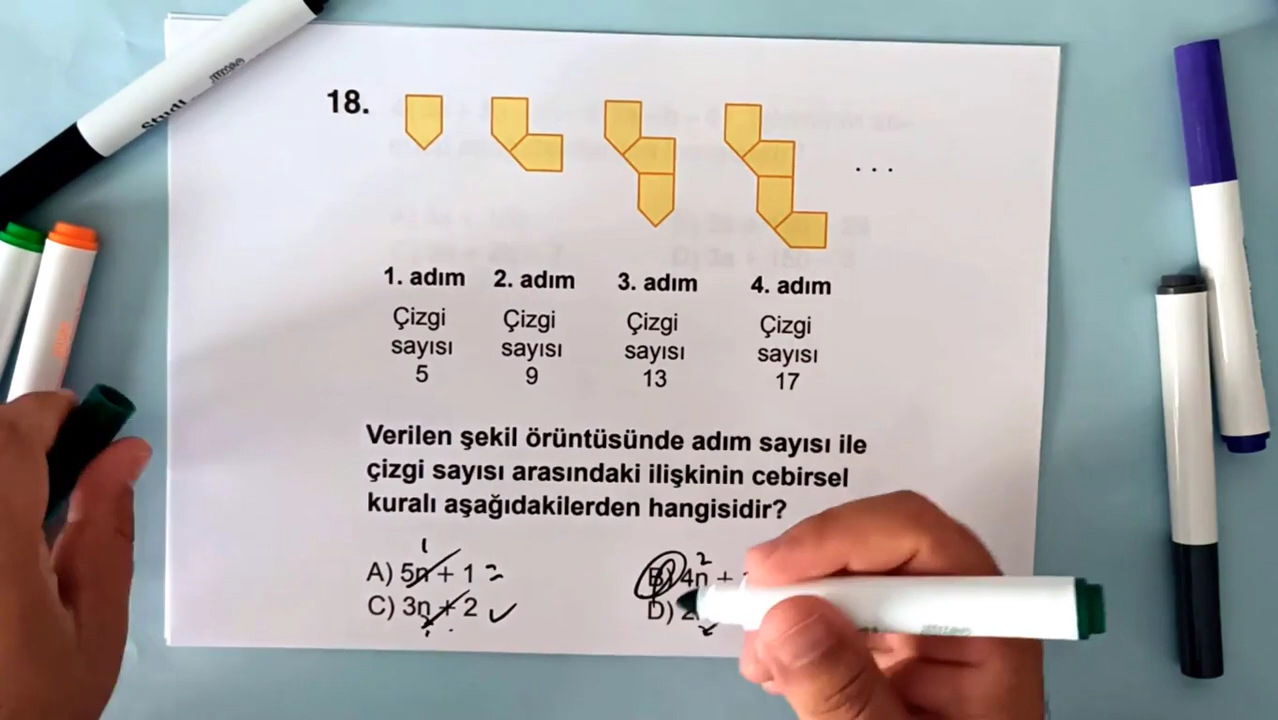 18.
. . .
1. adım 2. adım 3. adım 4. adım
Çizgi Çizgi Çizgi Çizgi
sayısı sayısı sayısı sayısı
5 9 13 17
Verilen şekil örüntüsünde adım sayısı ile
çizgi sayısı arasındaki ilişkinin cebirsel
kuralı aşağıdakilerden hangisidir?
1 2
A) 5n + 1 B) 4n +
C) 3n + 2 D)